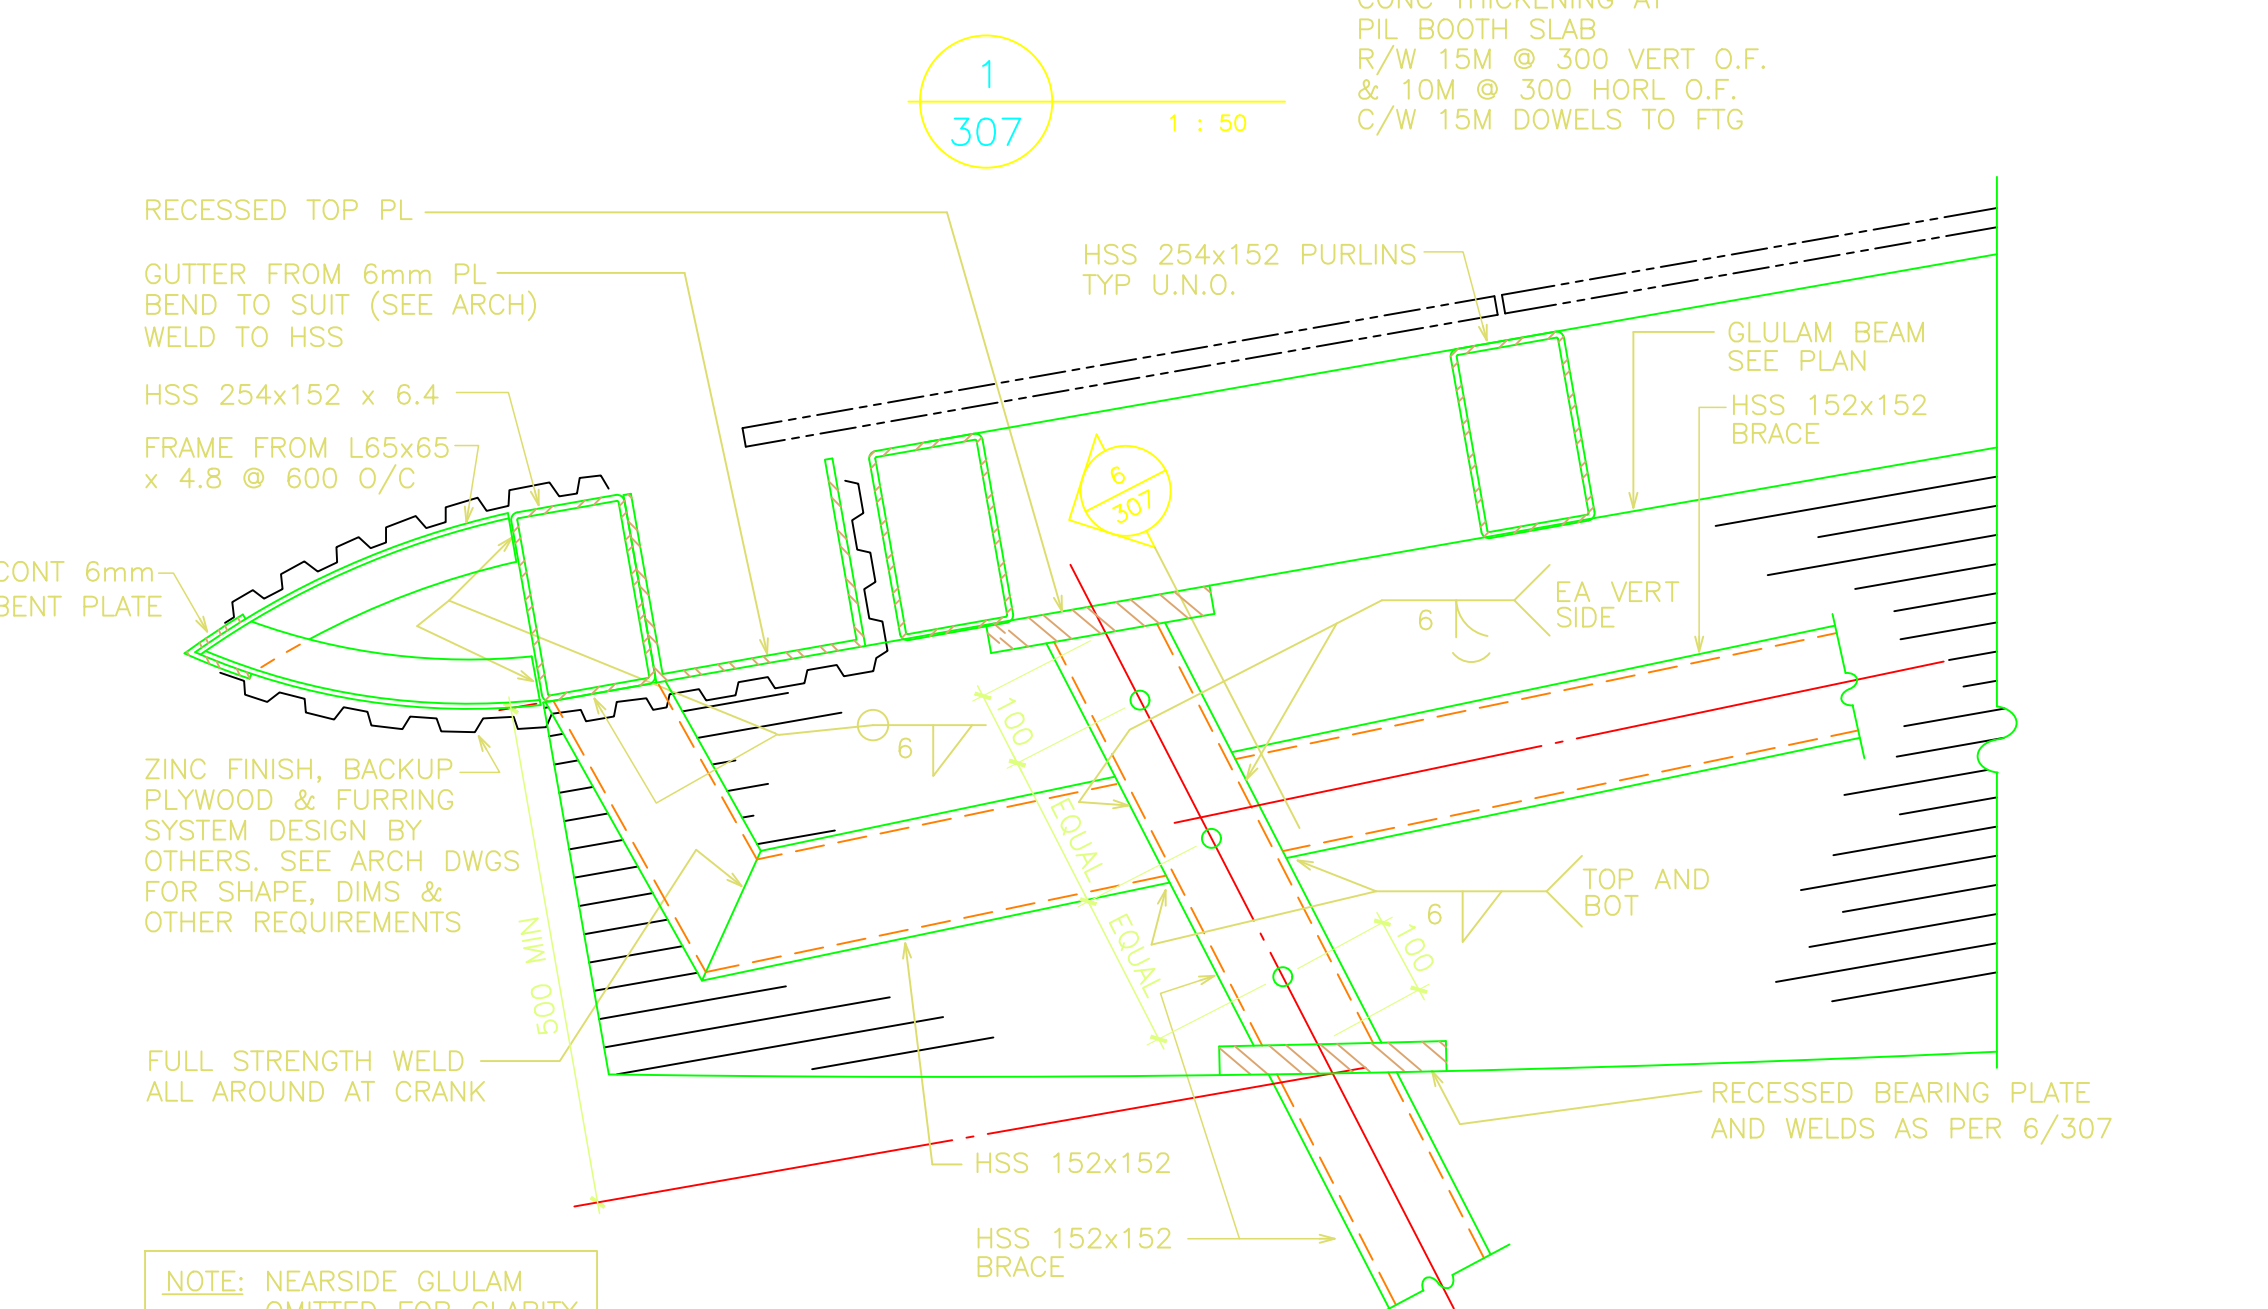 CONC THICKENING AT
PIL BOOTH SLAB
R/W 15M @ 300 VERT O.F.
& 10M @ 300 HORL O.F.
C/W 15M DOWELS TO FTG
1
307
1 : 50
RECESSED TOP PL
GUTTER FROM 6mm PL
BEND TO SUIT (SEE ARCH)
WELD TO HSS
HSS 254x152 x 6.4
FRAME FROM L65x65
x 4.8 @ 600 O/C
CONT 6mm
BENT PLATE
HSS 254x152 PURLINS
TYP U.N.O.
GLULAM BEAM
SEE PLAN
HSS 152x152
BRACE
6
307
EA VERT
SIDE
6
6
100
EQUAL
EQUAL
100
500 MIN
TOP AND
BOT
6
ZINC FINISH, BACKUP
PLYWOOD & FURRING
SYSTEM DESIGN BY
OTHERS. SEE ARCH DWGS
FOR SHAPE, DIMS &
OTHER REQUIREMENTS
FULL STRENGTH WELD
ALL AROUND AT CRANK
RECESSED BEARING PLATE
AND WELDS AS PER 6/307
HSS 152x152
HSS 152x152
BRACE
NOTE: NEARSIDE GLULAM
OMITTED FOR CLARITY